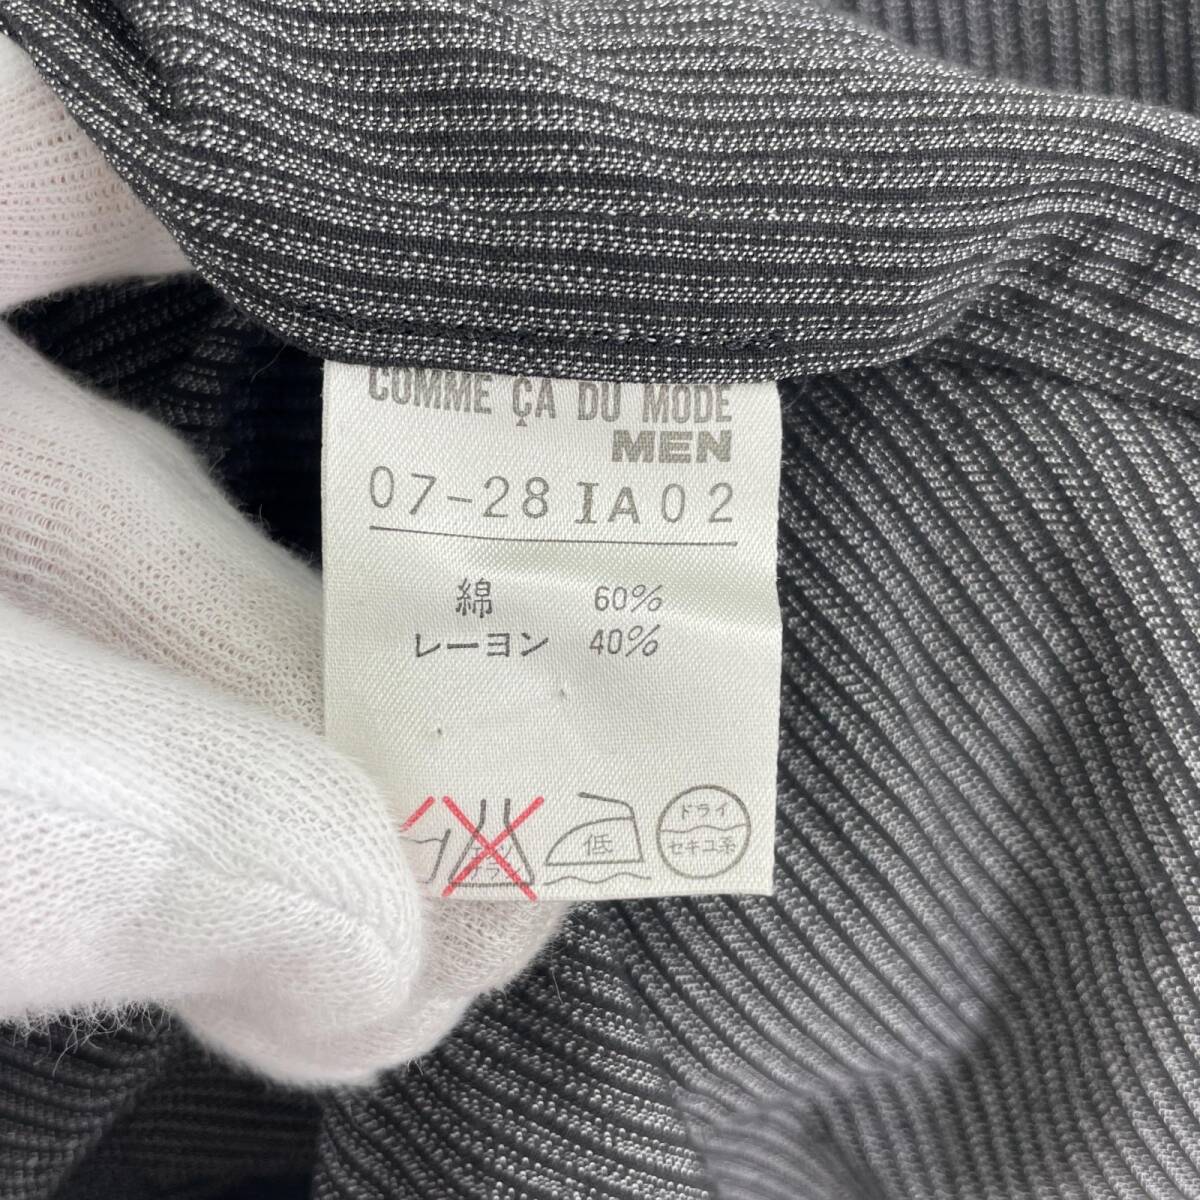 COMME ÇA DU MODE
MEN
07-28 IA02
綿 60%
レーヨン 40%
低
ドライ
セキユ系